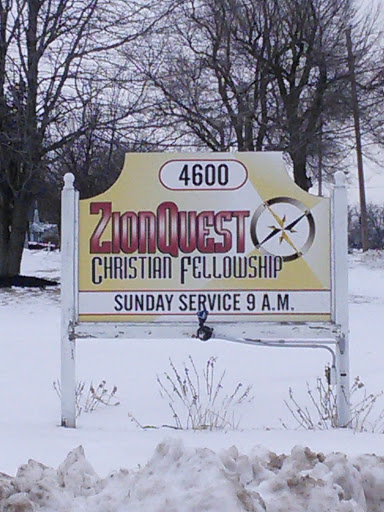 4600
ZIONQUEST
CHRISTIAN FELLOWSHIP
SUNDAY SERVICE 9 A.M.